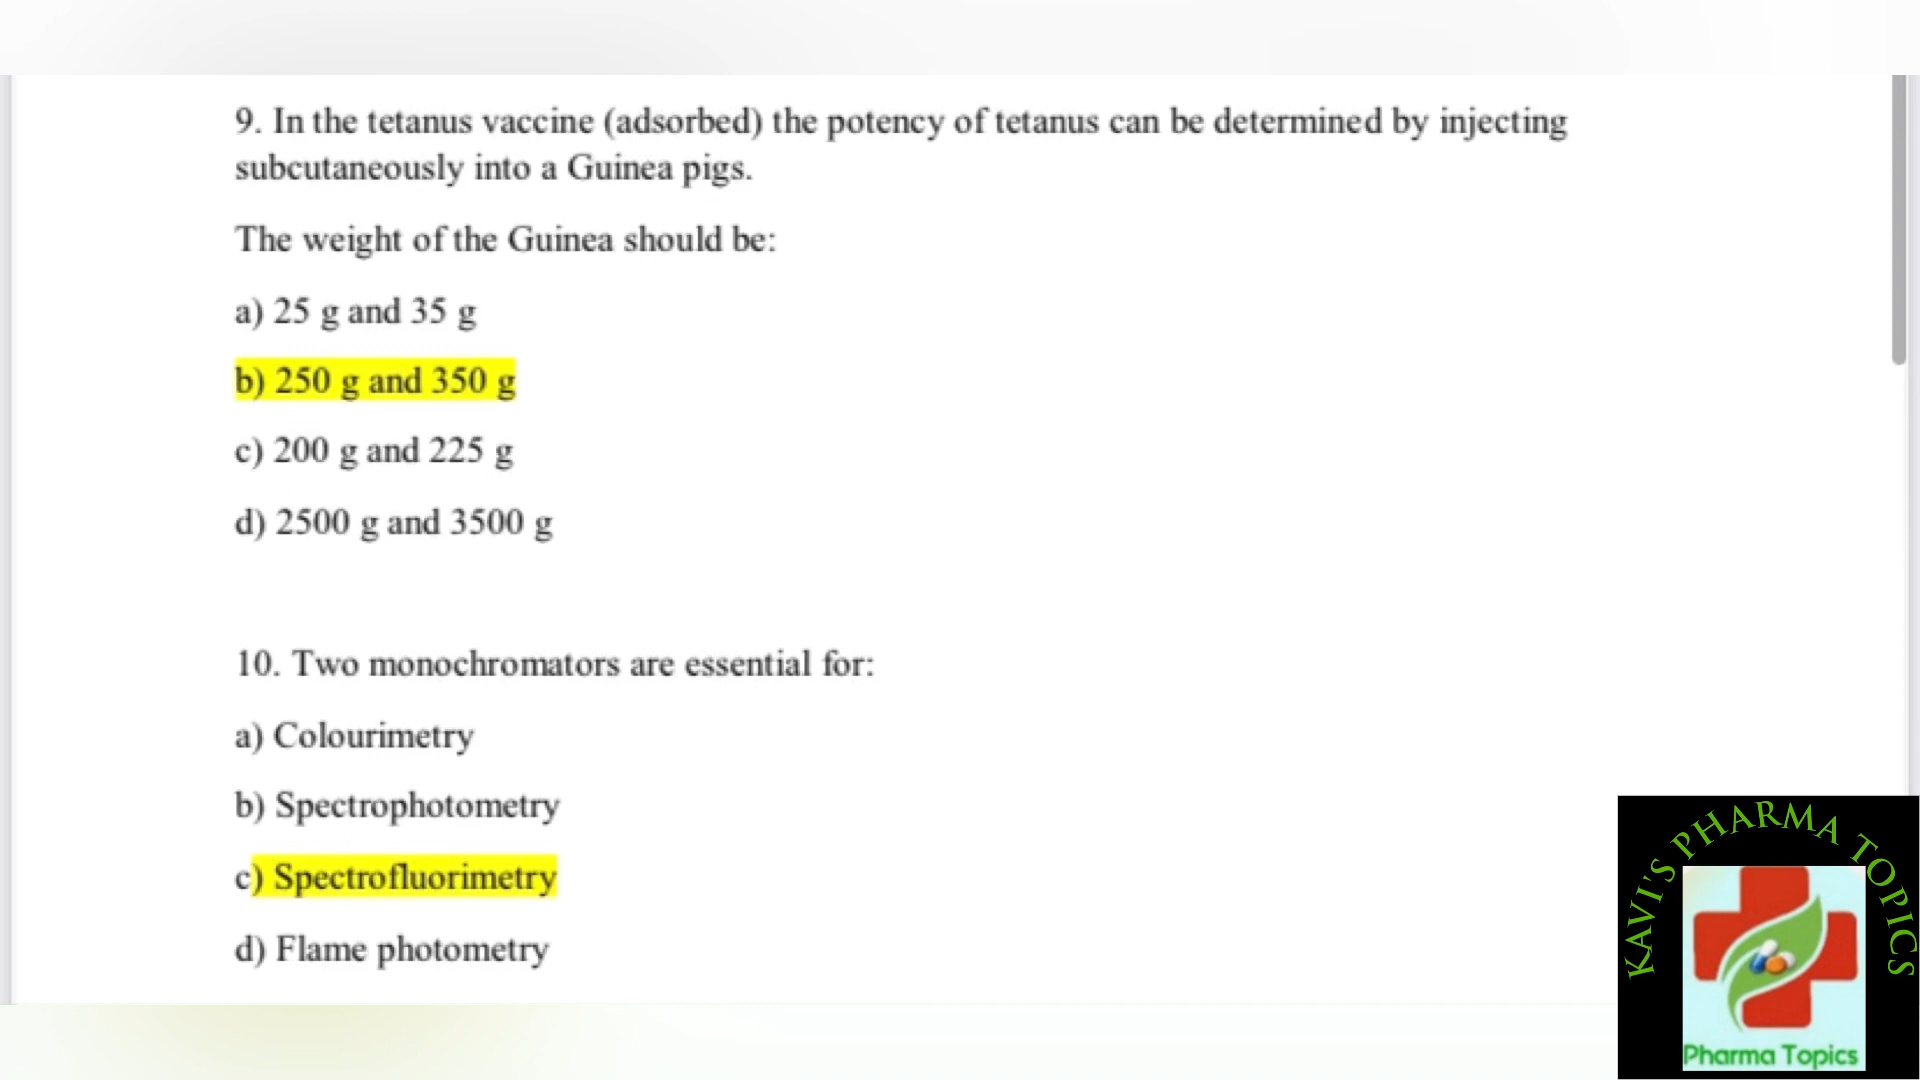 9. In the tetanus vaccine (adsorbed) the potency of tetanus can be determined by injecting
subcutaneously into a Guinea pigs.
The weight of the Guinea should be:
a) 25 g and 35 g
b) 250 g and 350 g
c) 200 g and 225 g
d) 2500 g and 3500 g
10. Two monochromators are essential for:
a) Colourimetry
b) Spectrophotometry
c) Spectrofluorimetry
d) Flame photometry
KAVI'S PHARMA TOPICS
Pharma Topics